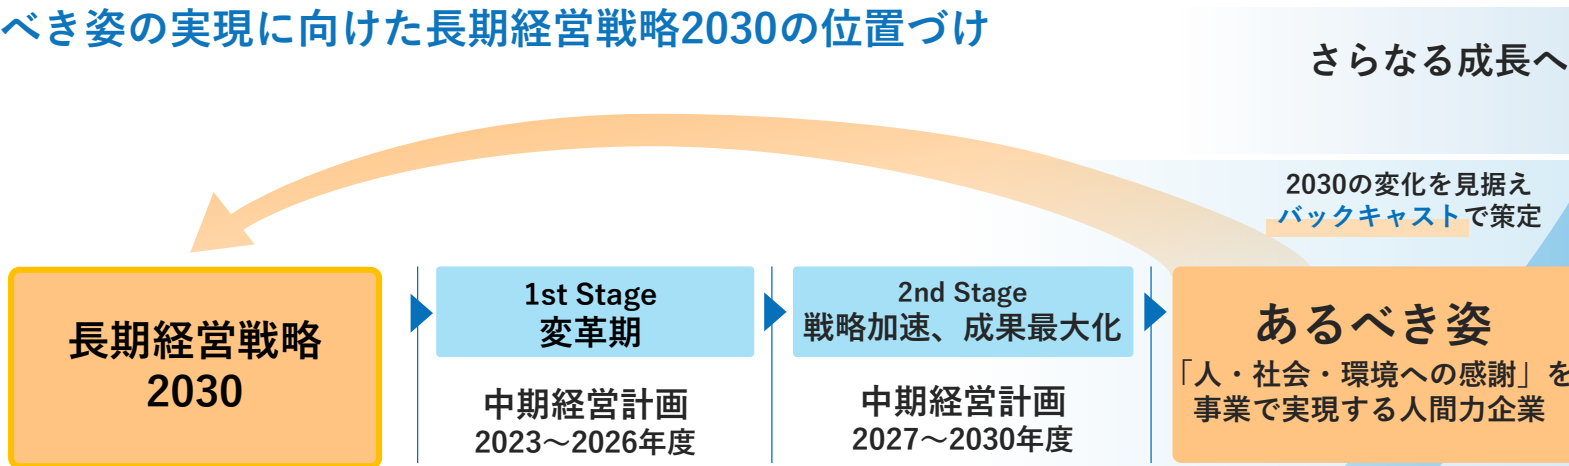 べき姿の実現に向けた長期経営戦略2030の位置づけ
さらなる成長へ
2030の変化を見据え
バックキャストで策定
長期経営戦略
2030
1st Stage
変革期
中期経営計画
2023～2026年度
2nd Stage
戦略加速、成果最大化
中期経営計画
2027～2030年度
あるべき姿
「人・社会・環境への感謝」を
事業で実現する人間力企業